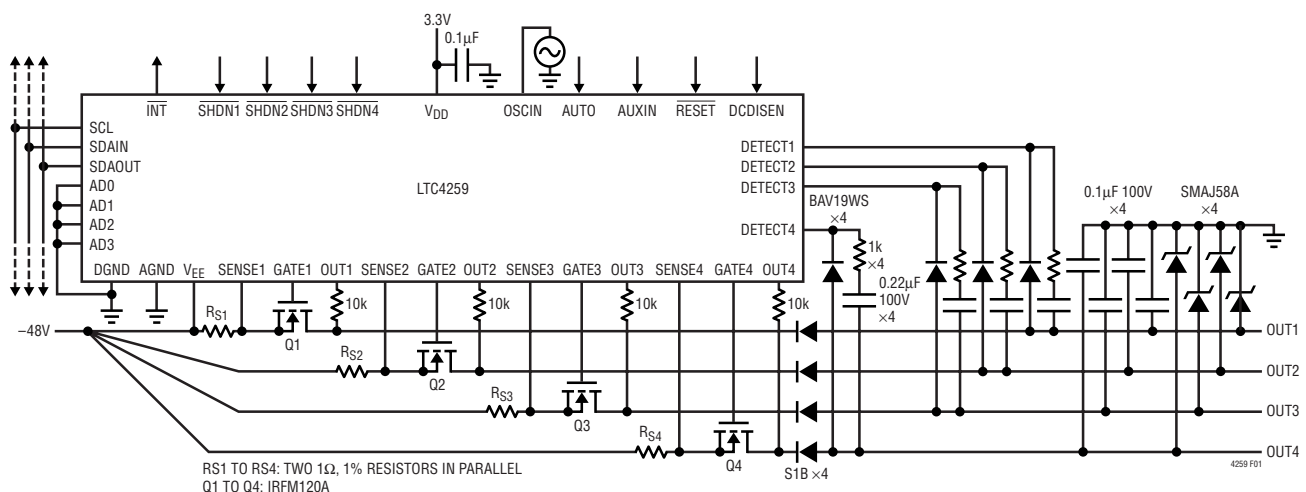 3.3V
0.1µF
INT
SHDN1 SHDN2 SHDN3 SHDN4
VDD
OSCIN
AUTO
AUXIN
RESET
DCDISEN
SCL
SDAIN
SDAOUT
AD0
AD1
AD2
AD3
LTC4259
DETECT1
DETECT2
DETECT3
DETECT4
DGND AGND VEE SENSE1 GATE1 OUT1 SENSE2 GATE2 OUT2 SENSE3 GATE3 OUT3 SENSE4 GATE4 OUT4
BAV19WS
×4
1k
×4
0.22µF
100V
×4
0.1µF 100V
×4
SMAJ58A
×4
10k
10k
10k
10k
–48V
RS1
Q1
OUT1
RS2
Q2
OUT2
RS3
Q3
OUT3
RS4
Q4
S1B ×4
OUT4
4259 F01
RS1 TO RS4: TWO 1Ω, 1% RESISTORS IN PARALLEL
Q1 TO Q4: IRFM120A